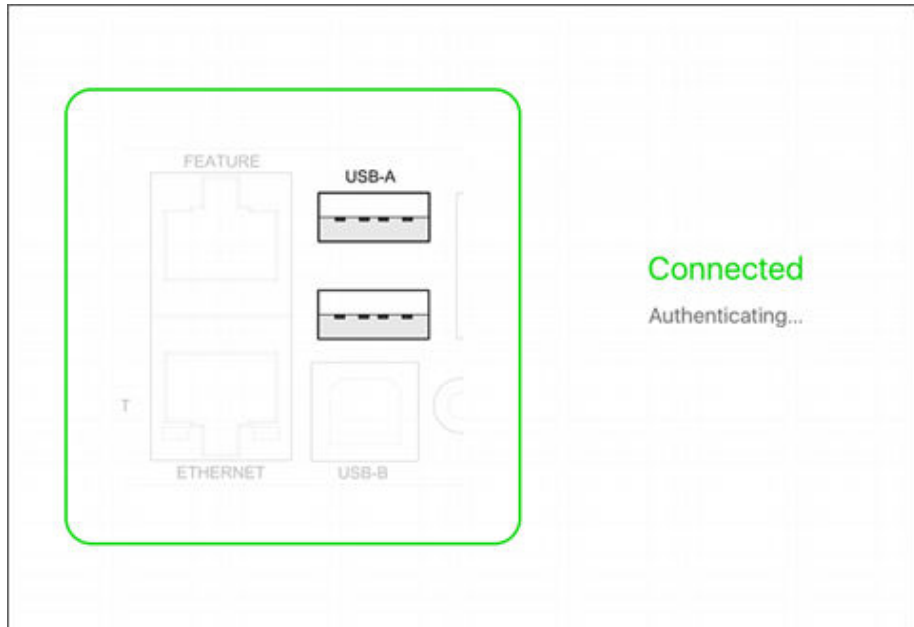 FEATURE
USB-A
Connected
Authenticating...
T
ETHERNET
USB-B